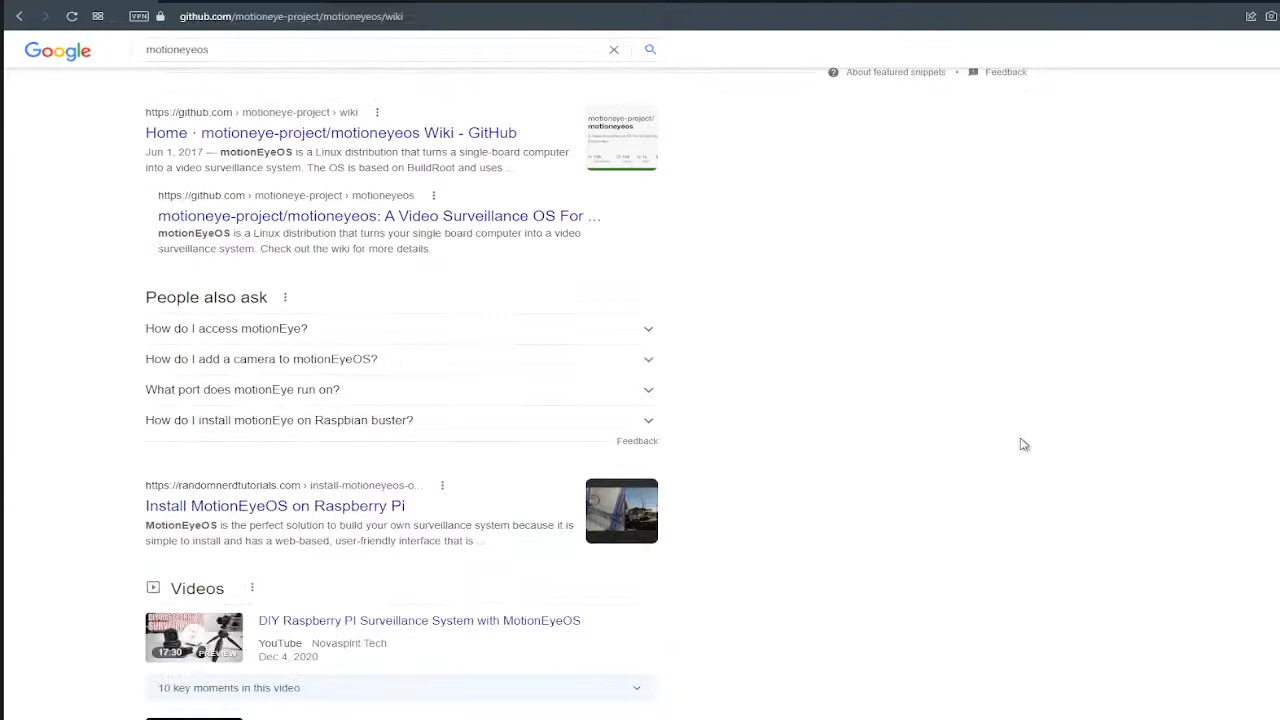 VPN github.com/motioneye-project/motioneyeos/wiki
Google motioneyeos
About featured snippets • Feedback
https://github.com › motioneye-project › wiki
Home · motioneye-project/motioneyeos Wiki - GitHub
Jun 1, 2017 — motionEyeOS is a Linux distribution that turns a single-board computer
into a video surveillance system. The OS is based on BuildRoot and uses ...
motioneye-project/
motioneyeos
https://github.com › motioneye-project › motioneyeos
motioneye-project/motioneyeos: A Video Surveillance OS For ...
motionEyeOS is a Linux distribution that turns your single board computer into a video
surveillance system. Check out the wiki for more details.
People also ask
How do I access motionEye?
How do I add a camera to motionEyeOS?
What port does motionEye run on?
How do I install motionEye on Raspbian buster?
Feedback
https://randomnerdtutorials.com › install-motioneyeos-o...
Install MotionEyeOS on Raspberry Pi
MotionEyeOS is the perfect solution to build your own surveillance system because it is
simple to install and has a web-based, user-friendly interface that is ...
Videos
17:30 PREVIEW
DIY Raspberry PI Surveillance System with MotionEyeOS
YouTube Novaspirit Tech
Dec 4, 2020
10 key moments in this video